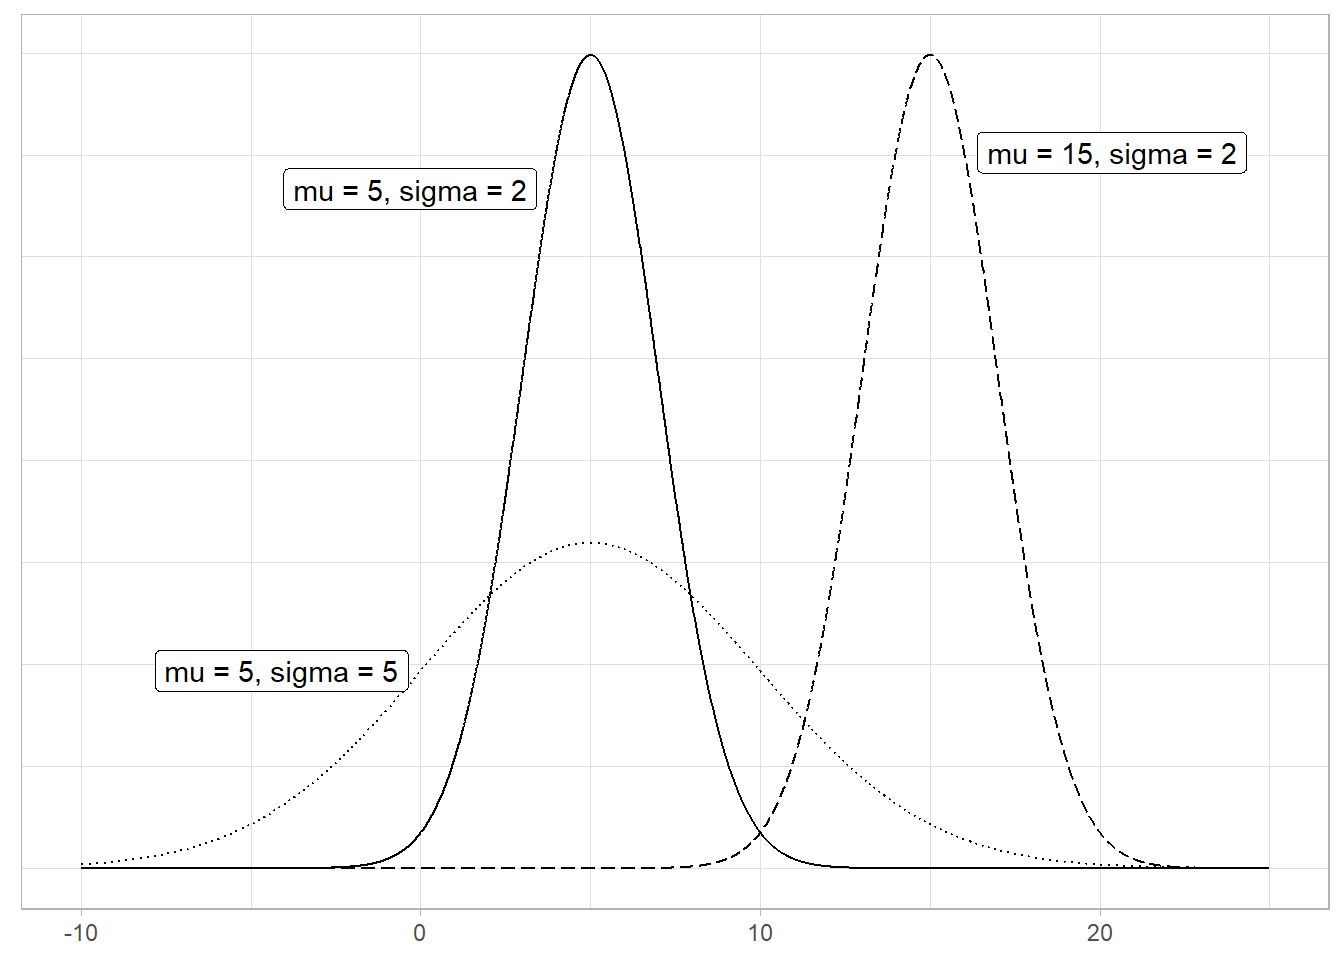 mu = 15, sigma = 2
mu = 5, sigma = 2
mu = 5, sigma = 5
-10 0 10 20